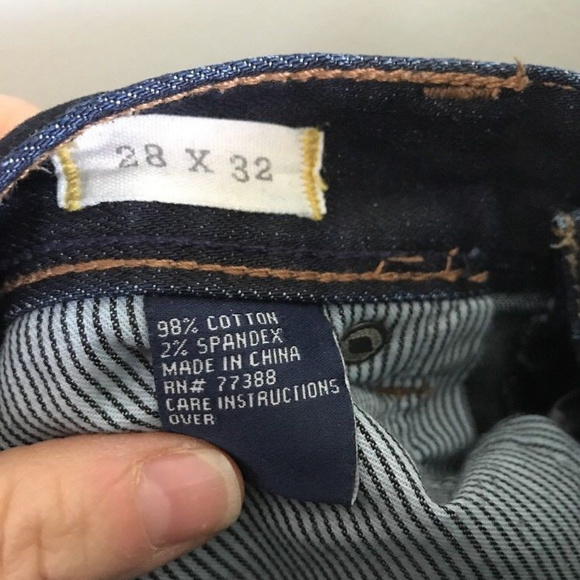 28 X 32
98% COTTON
2% SPANDEX
MADE IN CHINA
RN# 77388
CARE INSTRUCTIONS
OVER